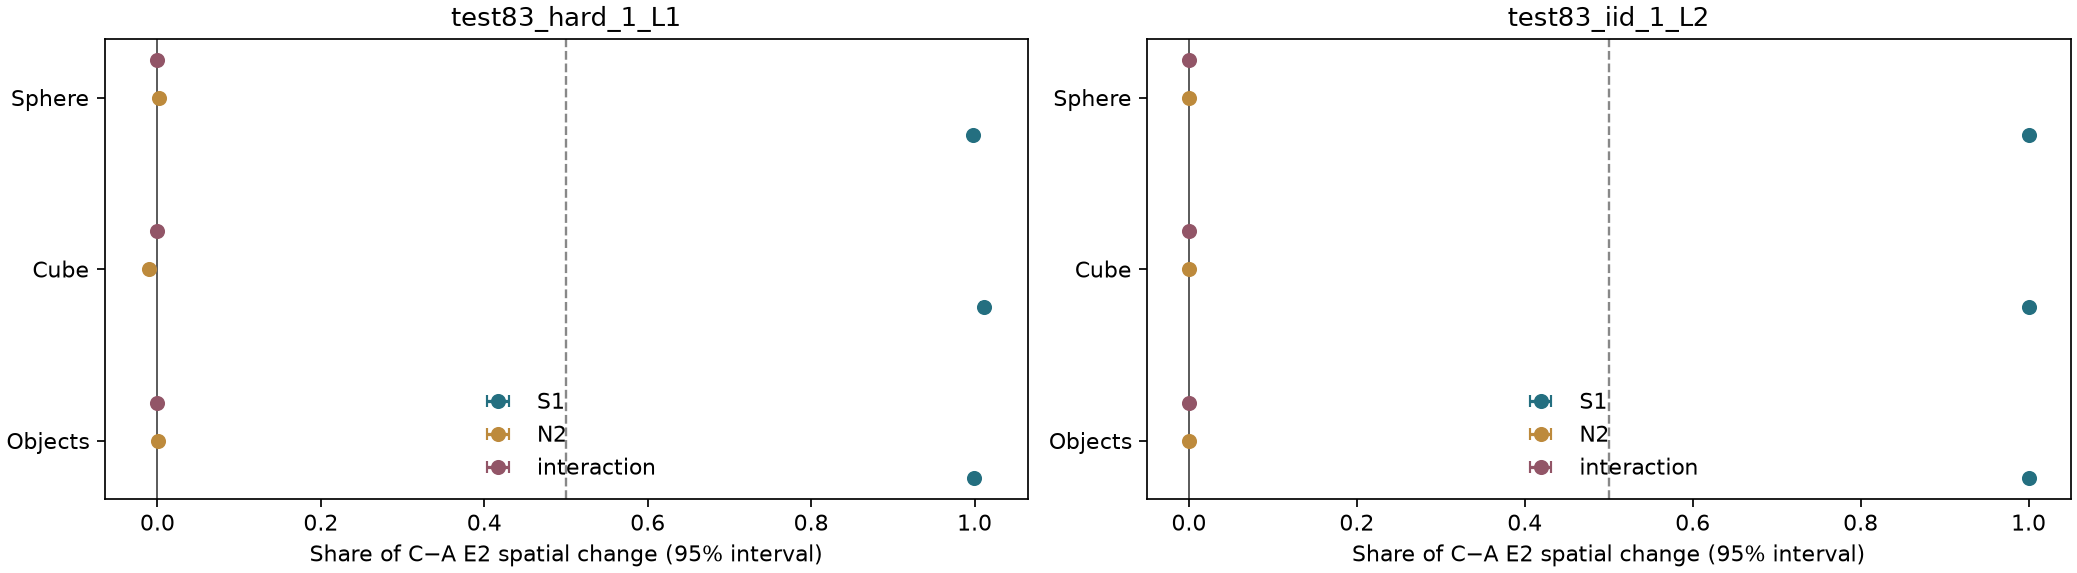 test83_hard_1_L1
Sphere
Cube
Objects
S1
N2
interaction
0.0 0.2 0.4 0.6 0.8 1.0
Share of C−A E2 spatial change (95% interval)
test83_iid_1_L2
Sphere
Cube
Objects
S1
N2
interaction
0.0 0.2 0.4 0.6 0.8 1.0
Share of C−A E2 spatial change (95% interval)